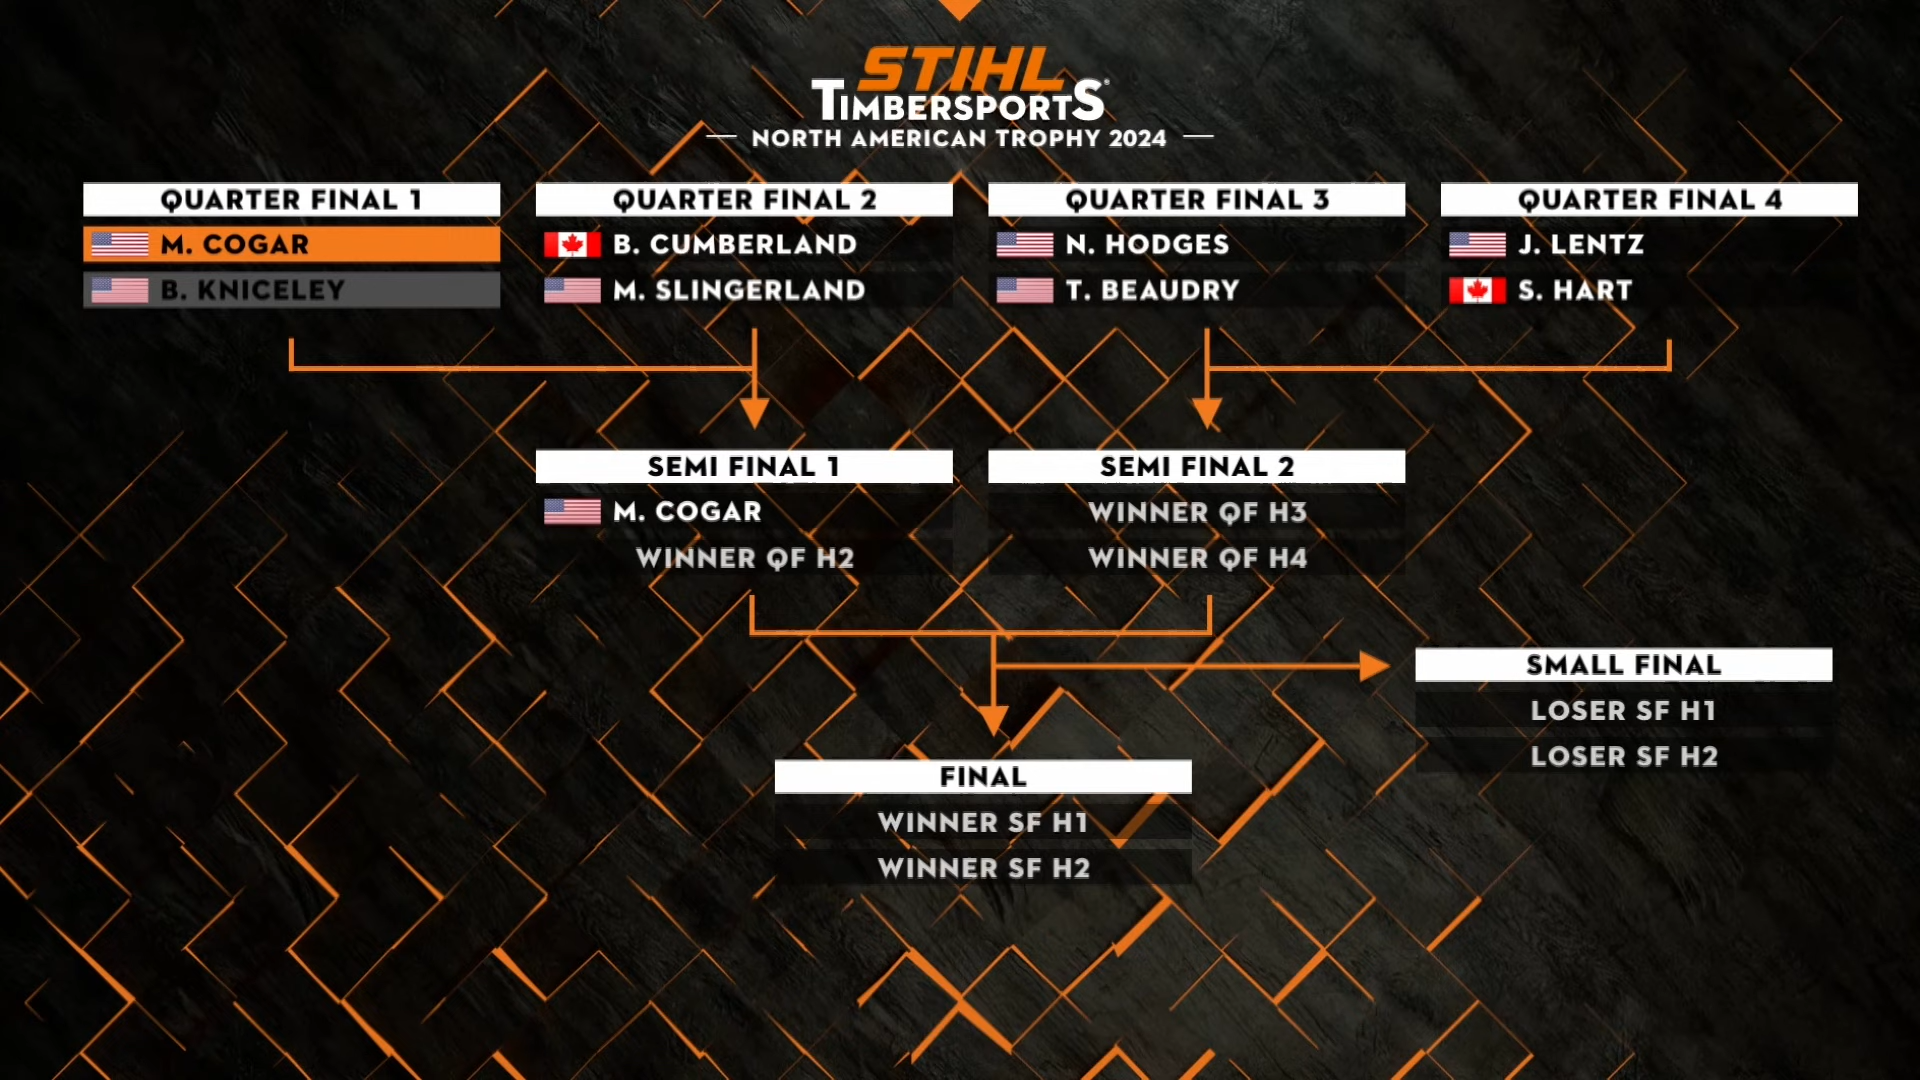 STIHL
TIMBERSPORTS®
NORTH AMERICAN TROPHY 2024
QUARTER FINAL 1
M. COGAR
B. KNICELEY
QUARTER FINAL 2
B. CUMBERLAND
M. SLINGERLAND
QUARTER FINAL 3
N. HODGES
T. BEAUDRY
QUARTER FINAL 4
J. LENTZ
S. HART
SEMI FINAL 1
M. COGAR
WINNER QF H2
SEMI FINAL 2
WINNER QF H3
WINNER QF H4
SMALL FINAL
LOSER SF H1
LOSER SF H2
FINAL
WINNER SF H1
WINNER SF H2